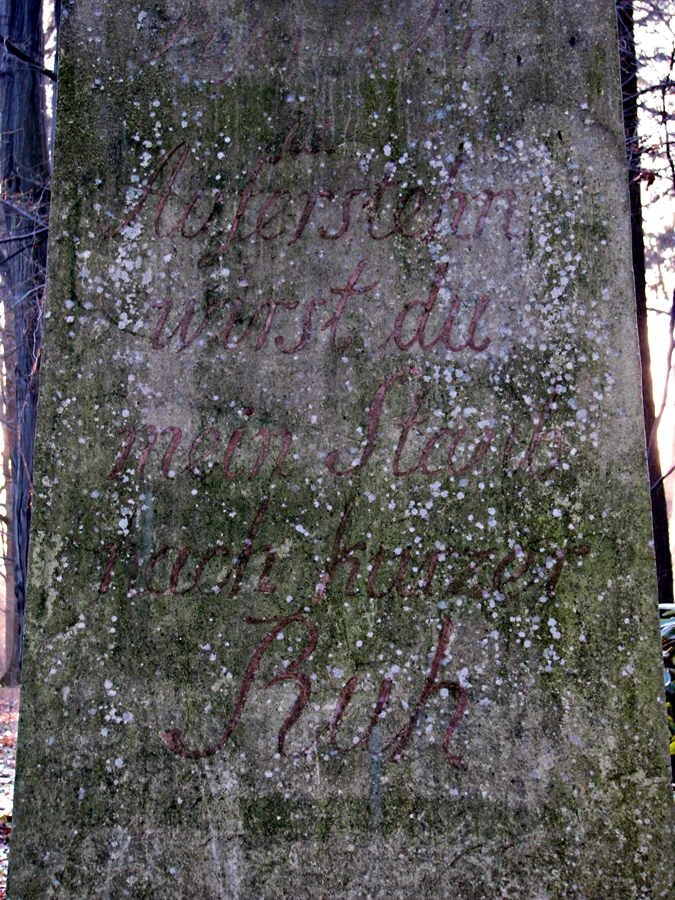 Auferstehn
wirst du
mein Staub
nach kurzer
Ruh